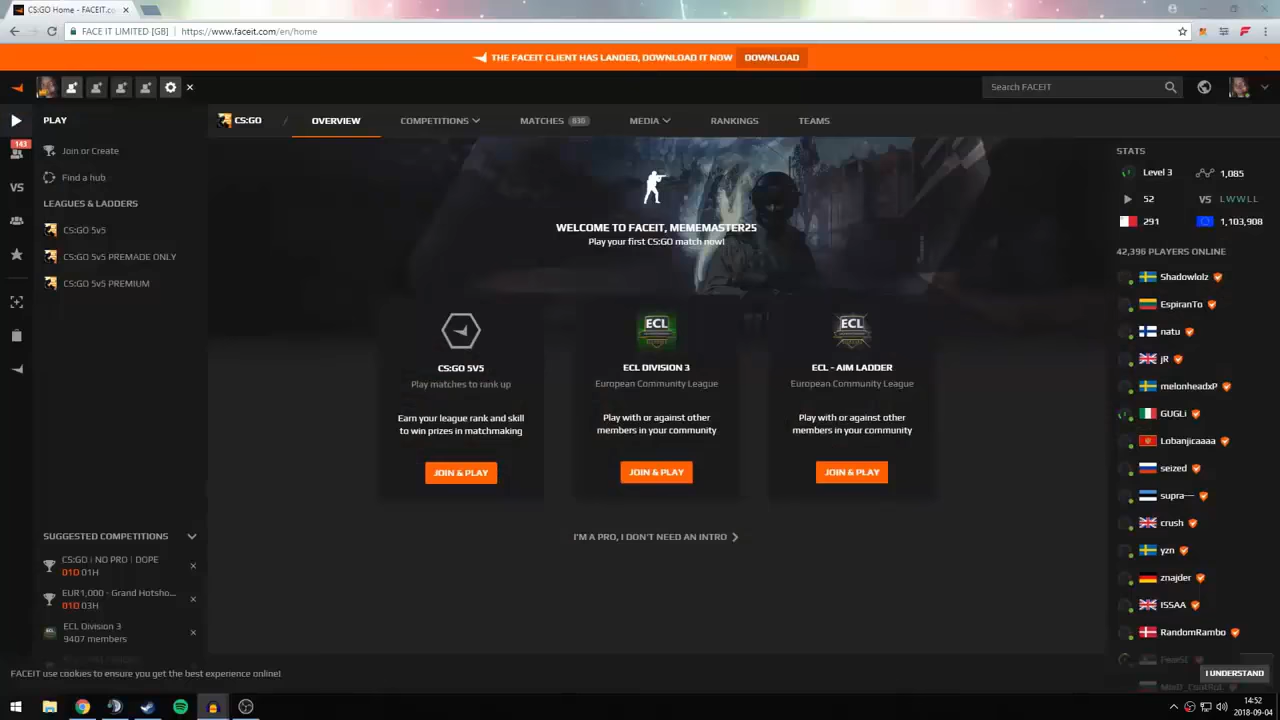 CS:GO Home - FACEIT.co
FACE IT LIMITED [GB]
https://www.faceit.com/en/home
THE FACEIT CLIENT HAS LANDED, DOWNLOAD IT NOW
DOWNLOAD
Search FACEIT
PLAY
CS:GO
/
OVERVIEW
COMPETITIONS
MATCHES 830
MEDIA
RANKINGS
TEAMS
143
VS
Join or Create
Find a hub
LEAGUES & LADDERS
CS:GO 5v5
CS:GO 5v5 PREMADE ONLY
CS:GO 5v5 PREMIUM
SUGGESTED COMPETITIONS
CS:GO | NO PRO | DOPE
01D 01H
EUR1,000 - Grand Hotsho...
01D 03H
ECL Division 3
9407 members
WELCOME TO FACEIT, MEMEMASTER25
Play your first CS:GO match now!
CS:GO 5V5
Play matches to rank up
Earn your league rank and skill
to win prizes in matchmaking
JOIN & PLAY
ECL
ECL DIVISION 3
European Community League
Play with or against other
members in your community
JOIN & PLAY
ECL
ECL - AIM LADDER
European Community League
Play with or against other
members in your community
JOIN & PLAY
I'M A PRO, I DON'T NEED AN INTRO
STATS
Level 3
1,085
52
VS LWWLL
291
1,103,908
42,396 PLAYERS ONLINE
Shadowlolz
EspiranTo
natu
JR
melonheadxP
GUGLi
Lobanjicaaaa
seized
supra—
crush
yzn
znajder
ISSAA
RandomRambo
FACEIT use cookies to ensure you get the best experience online!
I UNDERSTAND
14:52
2018-09-04